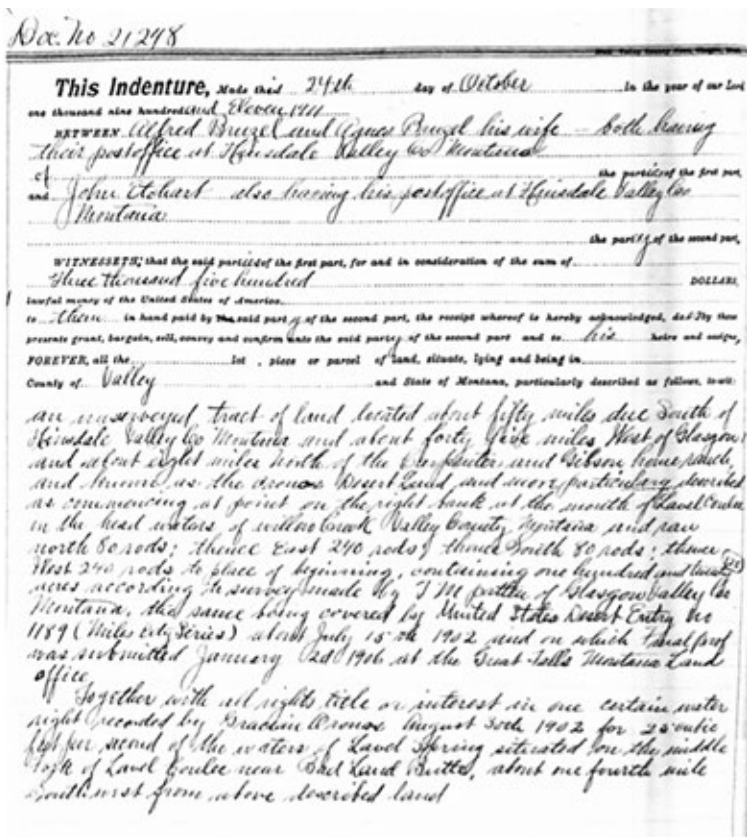 Doc. No 21248
This Indenture, Made this 24th day of October In the year of our Lord
one thousand nine hundred and Eleven 1911
BETWEEN Alfred and Agnes his wife – both having
their postoffice at Hinsdale Valley Co Montana
of the parties of the first part,
and John also having his postoffice at Hinsdale Valley Co
Montana
the party of the second part,
WITNESSETH; that the said parties of the first part, for and in consideration of the sum of
Three thousand five hundred DOLLARS,
lawful money of the United States of America,
to them in hand paid by the said party of the second part, the receipt whereof is hereby acknowledged, do by these
presents grant, bargain, sell, convey and confirm unto the said party of the second part and to his heirs and assigns,
FOREVER, all the lot , piece or parcel of land, situate, lying and being in
County of Valley and State of Montana, particularly described as follows, to-wit:
an unsurveyed tract of land located about fifty miles due South of
Hinsdale Valley Co Montana and about forty five miles West of Glasgow
and about eight miles North of the Carpenter and Gibson home ranch
and known as the Desert Land and more particulary described
as commencing at point on the right bank at the mouth of Coulee
in the head waters of willow Creek Valley County Montana and run
north 80 rods; thence East 240 rods; thence South 80 rods; thence
West 240 rods to place of beginning, containing one hundred and twenty
acres according to survey made by of Glasgow Valley Co
Montana, the same being covered by United States Desert Entry no
1189 (Miles City Series) about July 15th 1902 and on which Final proof
was submitted January 2d 1906 at the Great Falls Montana Land
office
Together with all rights title or interest in one certain water
right recorded by August 30th 1902 for 25 cubic
feet per second of the waters of Spring situated on the middle
fork of Coulee near Bad Land Butte, about one fourth mile
Southwest from above described land